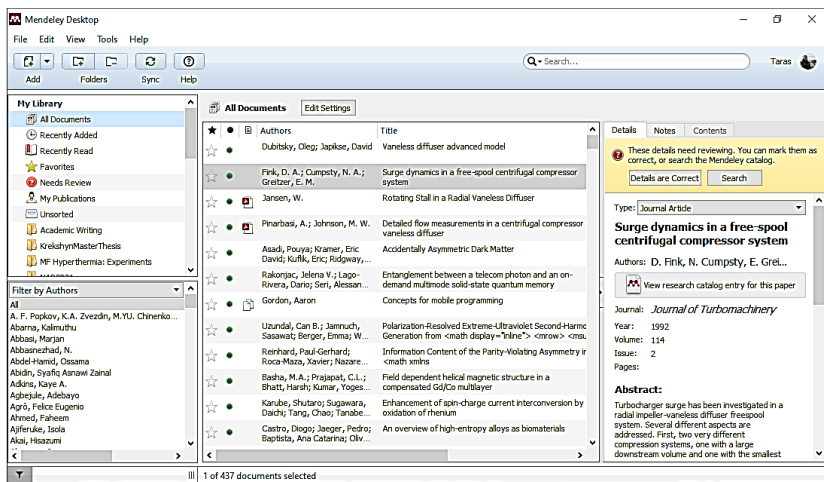 Mendeley Desktop
File Edit View Tools Help
Search...
Taras
Add Folders Sync Help
My Library
All Documents
Recently Added
Recently Read
Favorites
Needs Review
My Publications
Unsorted
Academic Writing
KrekshynMasterThesis
MF Hyperthermia: Experiments
Filter by Authors
All
A. F. Popkov, K.A. Zvezdin, M.YU. Chinenko...
Abarna, Kalimuthu
Abbasi, Marjan
Abbasnezhad, N.
Abdel-Hamid, Ossama
Abidin, Syafiq Asnawi Zainal
Adkins, Kaye A.
Agbejule, Adebayo
Agrò, Felice Eugenio
Ahmed, Faheem
Ajiferuke, Isola
Akai, Hisazumi
All Documents Edit Settings
Authors Title
Dubitsky, Oleg; Japikse, David Vaneless diffuser advanced model
Fink, D. A.; Cumpsty, N. A.; Surge dynamics in a free-spool centrifugal compressor
Greitzer, E. M. system
Jansen, W. Rotating Stall in a Radial Vaneless Diffuser
Pinarbasi, A.; Johnson, M. W. Detailed flow measurements in a centrifugal compressor
vaneless diffuser
Asadi, Pouya; Kramer, Eric Accidentally Asymmetric Dark Matter
David; Kuflik, Eric; Ridgway,...
Rakonjac, Jelena V.; Lago- Entanglement between a telecom photon and an on-
Rivera, Dario; Seri, Alessan... demand multimode solid-state quantum memory
Gordon, Aaron Concepts for mobile programming
Uzundal, Can B.; Jamnuch, Polarization-Resolved Extreme-Ultraviolet Second-Harmo
Sasawat; Berger, Emma; W... Generation from <math display="inline"> <mrow> <msu
Reinhard, Paul-Gerhard; Information Content of the Parity-Violating Asymmetry ir
Roca-Maza, Xavier; Nazare... <math xmlns
Basha, M.A.; Prajapat, C.L.; Field dependent helical magnetic structure in a
Bhatt, Harsh; Kumar, Yoges... compensated Gd/Co multilayer
Karube, Shutaro; Sugawara, Enhancement of spin-charge current interconversion by
Daichi; Tang, Chao; Tanabe... oxidation of rhenium
Castro, Diogo; Jaeger, Pedro; An overview of high-entropy alloys as biomaterials
Baptista, Ana Catarina; Oliv...
1 of 437 documents selected
Details Notes Contents
These details need reviewing. You can mark them as
correct, or search the Mendeley catalog.
Details are Correct Search
Type: Journal Article
Surge dynamics in a free-spool
centrifugal compressor system
Authors: D. Fink, N. Cumpsty, E. Grei...
View research catalog entry for this paper
Journal: Journal of Turbomachinery
Year: 1992
Volume: 114
Issue: 2
Pages:
Abstract:
Turbocharger surge has been investigated in a
radial impeller-vaneless diffuser freespool
system. Several different aspects are
addressed. First, two very different
compression systems, one with a large
downstream volume and one with the smallest